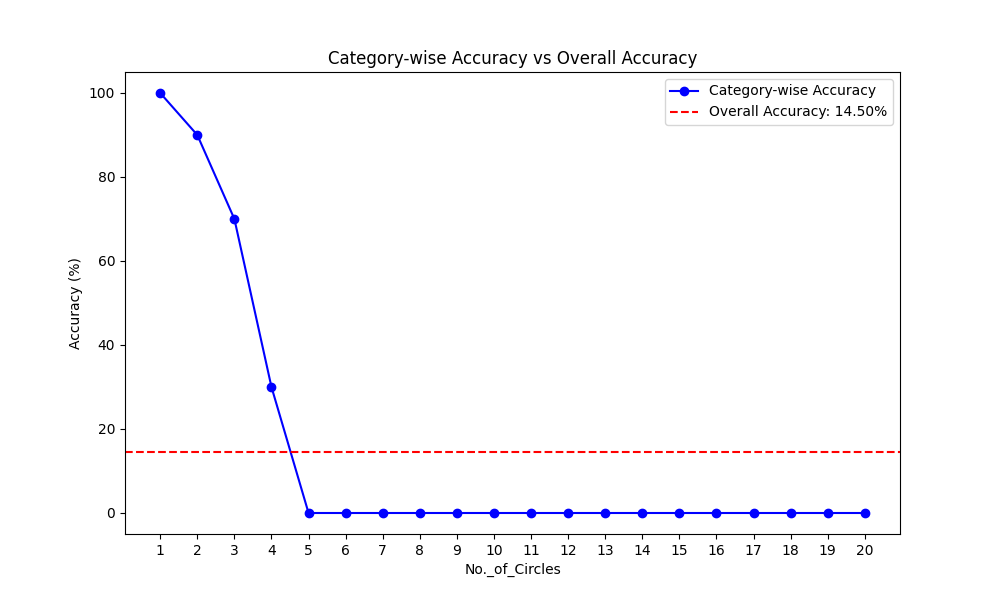 Category-wise Accuracy vs Overall Accuracy
Category-wise Accuracy
Overall Accuracy: 14.50%
Accuracy (%)
100
80
60
40
20
0
1 2 3 4 5 6 7 8 9 10 11 12 13 14 15 16 17 18 19 20
No._of_Circles